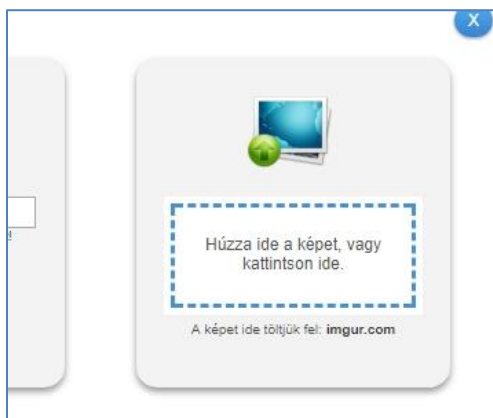 X
Húzza ide a képet, vagy
kattintson ide.
A képet ide töltjük fel: imgur.com